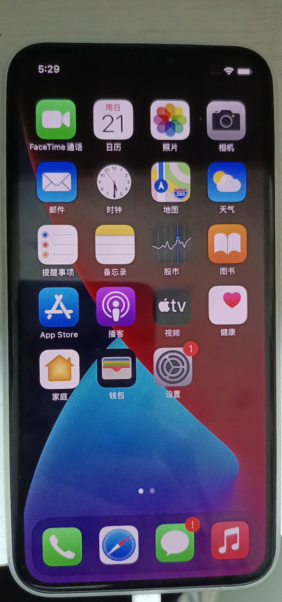 5:29
FaceTime通话
周日
21
日历
照片
相机
邮件
时钟
地图
280
天气
提醒事项
备忘录
股市
图书
App Store
播客
tv
视频
健康
家庭
钱包
1
设置
!